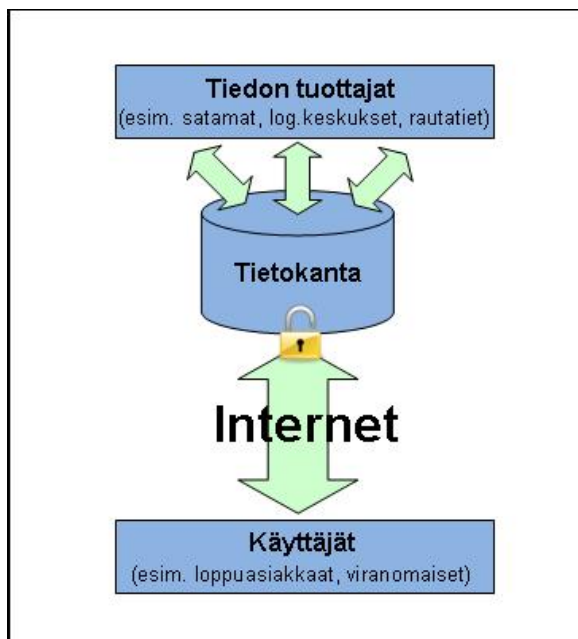 Tiedon tuottajat
(esim. satamat, log.keskukset, rautatiet)
Tietokanta
Internet
Käyttäjät
(esim. loppuasiakkaat, viranomaiset)